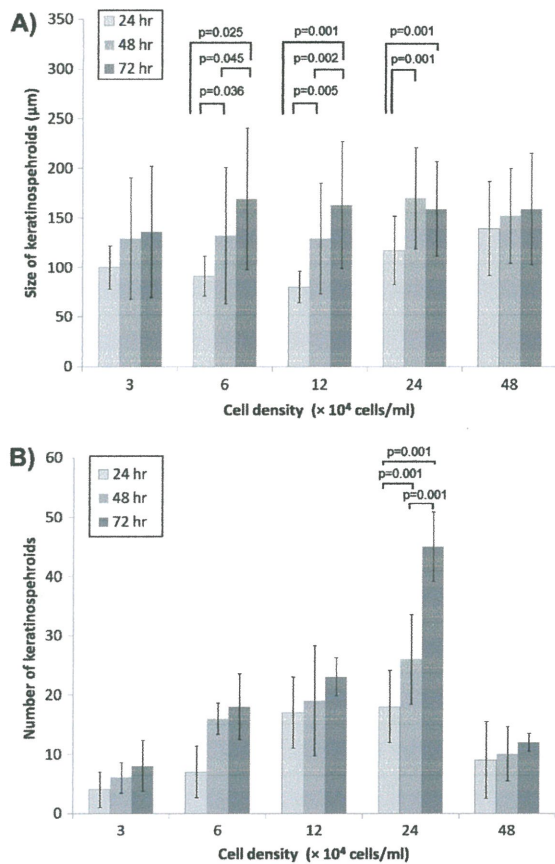 A)
24 hr
48 hr
72 hr
p=0.025
p=0.045
p=0.036
p=0.001
p=0.002
p=0.005
p=0.001
p=0.001
Size of keratinospehroids (µm)
350
300
250
200
150
100
50
0
3 6 12 24 48
Cell density (× 10⁴ cells/ml)
B)
24 hr
48 hr
72 hr
p=0.001
p=0.001
p=0.001
Number of keratinospehroids
60
50
40
30
20
10
0
3 6 12 24 48
Cell density (× 10⁴ cells/ml)